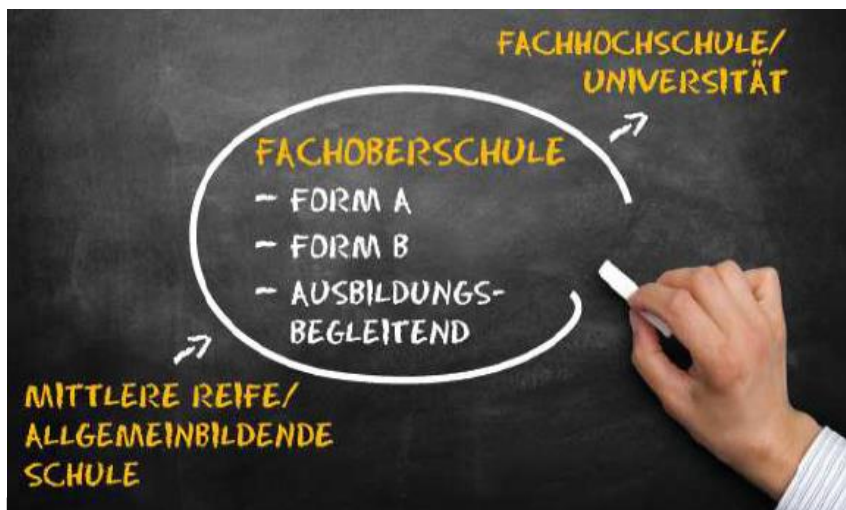 FACHHOCHSCHULE/
UNIVERSITÄT
FACHOBERSCHULE
- FORM A
- FORM B
- AUSBILDUNGS-
BEGLEITEND
MITTLERE REIFE/
ALLGEMEINBILDENDE
SCHULE